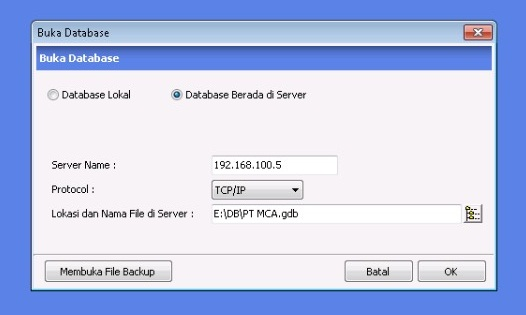 Buka Database
Buka Database
Database Lokal Database Berada di Server
Server Name : 192.168.100.5
Protocol : TCP/IP
Lokasi dan Nama File di Server : E:\DB\PT MCA.gdb
Membuka File Backup Batal OK